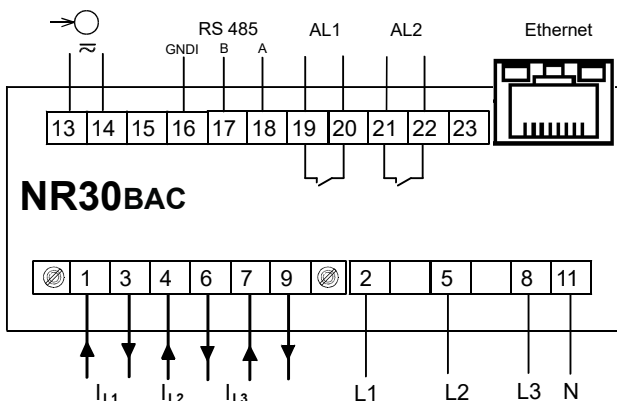 RS 485 AL1 AL2 Ethernet
GNDI B A
13 14 15 16 17 18 19 20 21 22 23
NR30BAC
1 3 4 6 7 9 2 5 8 11
IL1 IL2 IL3 L1 L2 L3 N